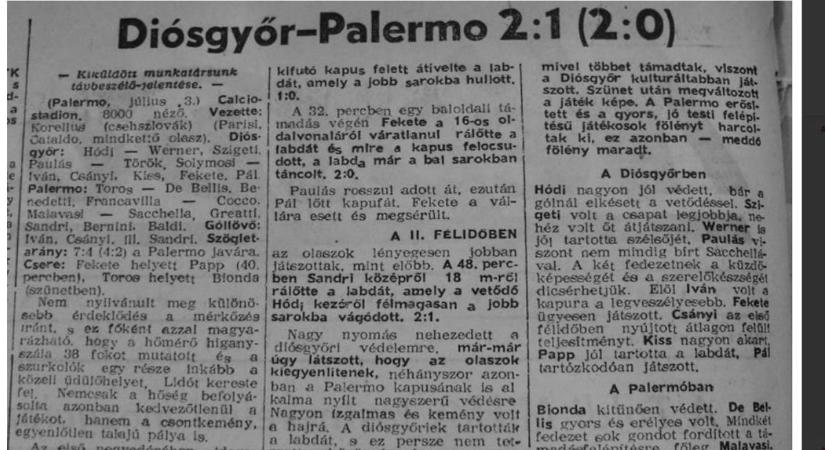 Diósgyőr–Palermo 2:1 (2:0)
— Kiküldött munkatársunk
távbeszélő-jelentése. —
(Palermo, július 3.) Calcio-
stadion, 8000 néző. Vezette:
Korelius (csehszlovák) (Parisi,
Cataldo, mindkettő olasz). Diós-
győr: Hódi — Werner, Szigeti,
Paulás — Török, Solymosi —
Iván, Csányi, Kiss, Fekete, Pál.
Palermo: Toros — De Bellis, Be-
nedetti, Francavilla — Cocco,
Malavasi — Sacchella, Greatti,
Sandri, Bernini, Baldi. Góllövő:
Iván, Csányi, ill. Sandri. Szöglet-
arány: 7:4 (4:2) a Palermo javára.
Csere: Fekete helyett Papp (40.
percben), Toros helyett Bionda
(szünetben).
Nem nyilvánult meg különö-
sebb érdeklődés a mérkőzés
iránt, s ez főként azzal magya-
rázható, hogy a hőmérő higany-
szála 38 fokot mutatott és a
szurkolók egy része inkább a
közeli üdülőhelyet, Lidót kereste
fel. Nemcsak a hőség befolyá-
solta azonban kedvezőtlenül a
játékot, hanem a csontkemény,
egyenlőtlen talajú pálya is.
kifutó kapus felett átívelte a lab-
dát, amely a jobb sarokba hullott.
1:0.
A 32. percben egy baloldali tá-
madás végén Fekete a 16-os ol-
dalvonaláról váratlanul rálőtte a
labdát és mire a kapus felocsu-
dott, a labda már a bal sarokban
táncolt. 2:0.
Paulás rosszul adott át, ezután
Pál lőtt kapufát. Fekete a vál-
lára esett és megsérült.
A II. FÉLIDŐBEN
az olaszok lényegesen jobban
játszottak, mint előbb. A 48. perc-
ben Sandri középről 18 m-ről
rálőtte a labdát, amely a vetődő
Hódi kezéről félmagasan a jobb
sarokba vágódott. 2:1.
Nagy nyomás nehezedett a
diósgyőri védelemre, már-már
úgy látszott, hogy az olaszok
kiegyenlítenek, néhányszor azon-
ban a Palermo kapusának is al
kalma nyílt nagyszerű védésre
Nagyon izgalmas és kemény volt
a hajrá. A diósgyőriek tartották
a labdát, s ez persze nem tet-
mivel többet támadtak, viszont
a Diósgyőr kulturáltabban ját-
szott. Szünet után megváltozott
a játék képe. A Palermo erősí-
tett és a gyors, jó testi felépí-
tésű játékosok fölényt harcol-
tak ki, ez azonban — meddő
fölény maradt.
A Diósgyőrben
Hódi nagyon jól védett, bár a
gólnál elkésett a vetődéssel. Szi-
geti volt a csapat legjobbja, ne-
héz volt őt átjátszani. Werner is
jól tartotta szélsőjét, Paulás vi-
szont nem mindig bírt Sacchellá-
val. A két fedezetnek a küzdő-
képességét és a szerelőkészségét
dicsérhetjük. Elöl Iván volt a
kapura a legveszélyesebb. Fekete
ügyesen játszott. Csányi az első
félidőben nyújtott átlagon felüli
teljesítményt. Kiss nagyon akart,
Papp jól tartotta a labdát, Pál
tartózkodóan játszott.
A Palermóban
Bionda kitűnően védett. De Bel-
lis gyors és erélyes volt. Mindkét
fedezet sok gondot fordított a tá-
madásfelépítésre, főleg Malavasi.